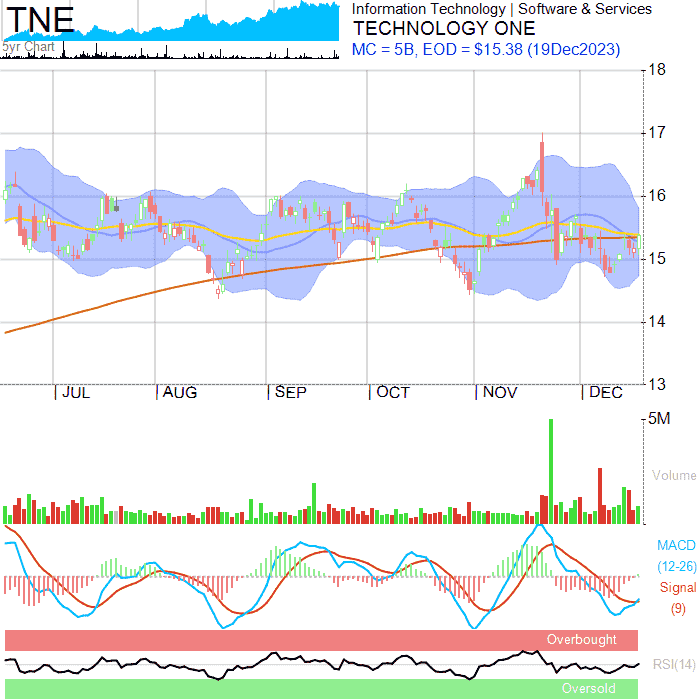 TNE
5yr Chart
Information Technology | Software & Services
TECHNOLOGY ONE
MC = 5B, EOD = $15.38 (19Dec2023)
18
17
16
15
14
13
| JUL | AUG | SEP | OCT | NOV | DEC
5M
Volume
MACD
(12-26)
Signal
(9)
Overbought
RSI(14)
Oversold